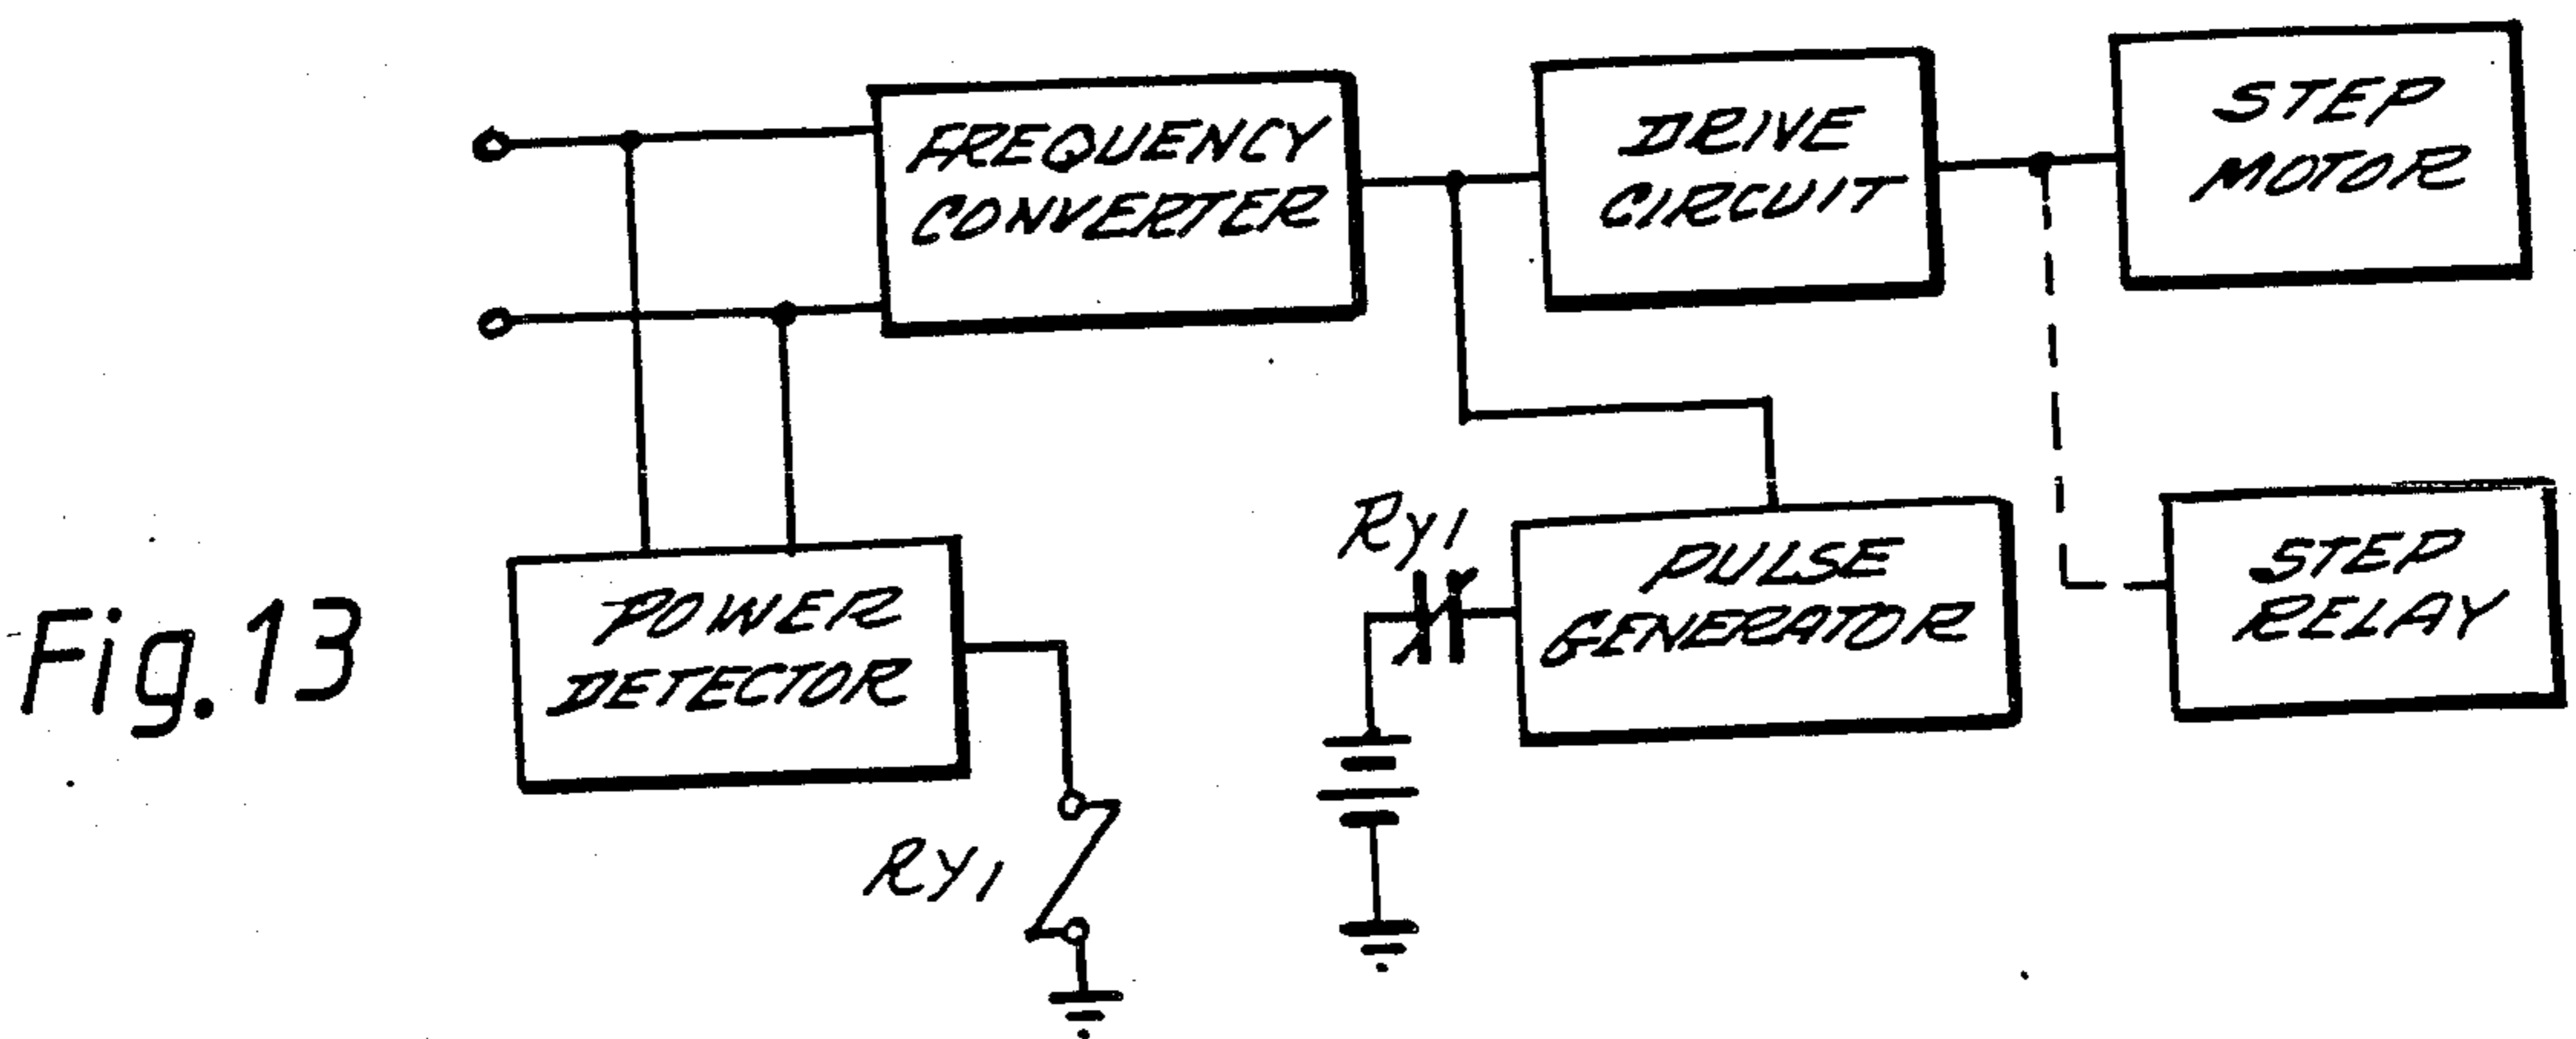 FREQUENCY
CONVERTER
DRIVE
CIRCUIT
STEP
MOTOR
POWER
DETECTOR
RY1
RY1
PULSE
GENERATOR
STEP
RELAY
Fig.13